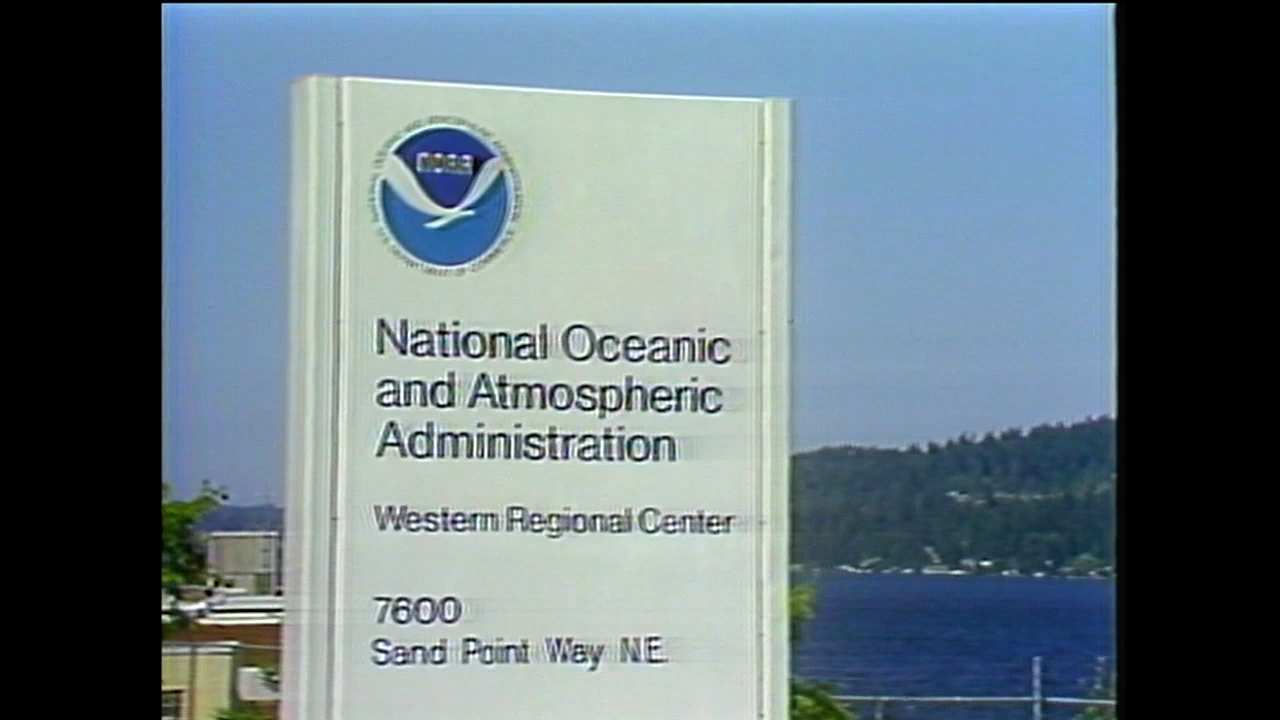 National Oceanic
and Atmospheric
Administration
Western Regional Center
7600
Sand Point Way N.E.